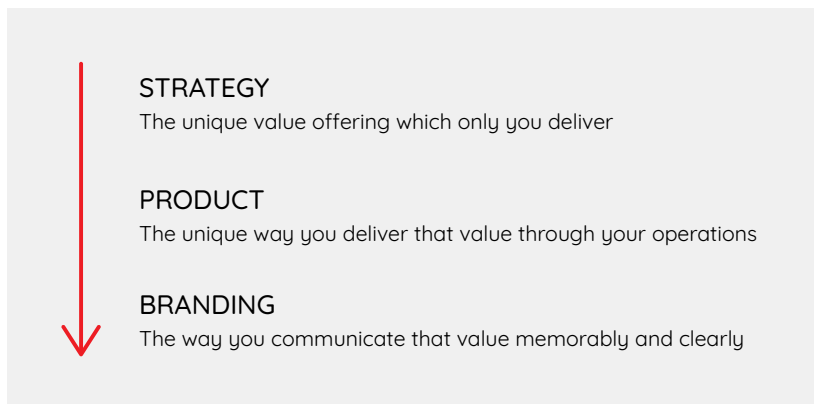 STRATEGY
The unique value offering which only you deliver
PRODUCT
The unique way you deliver that value through your operations
BRANDING
The way you communicate that value memorably and clearly